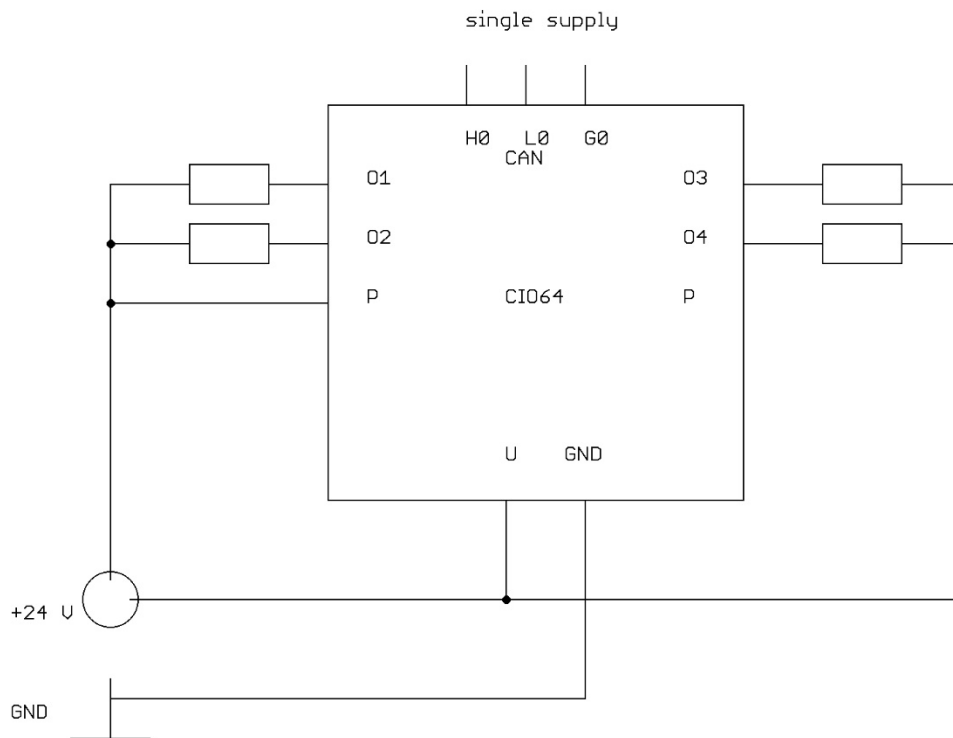 single supply
H0 L0 G0
CAN
O1 O3
O2 O4
P CIO64 P
U GND
+24 V
GND